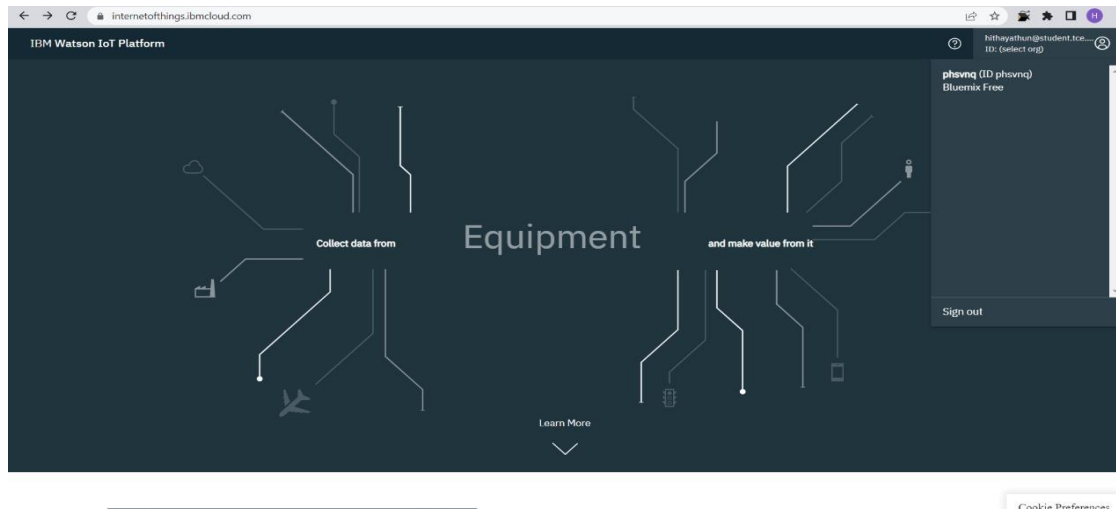 internetofthings.ibmcloud.com
H
IBM Watson IoT Platform
hithayathun@student.tce....
ID: (select org)
phsvnq (ID phsvnq)
Bluemix Free
Collect data from
Equipment
and make value from it
Sign out
Learn More
Cookie Preferences